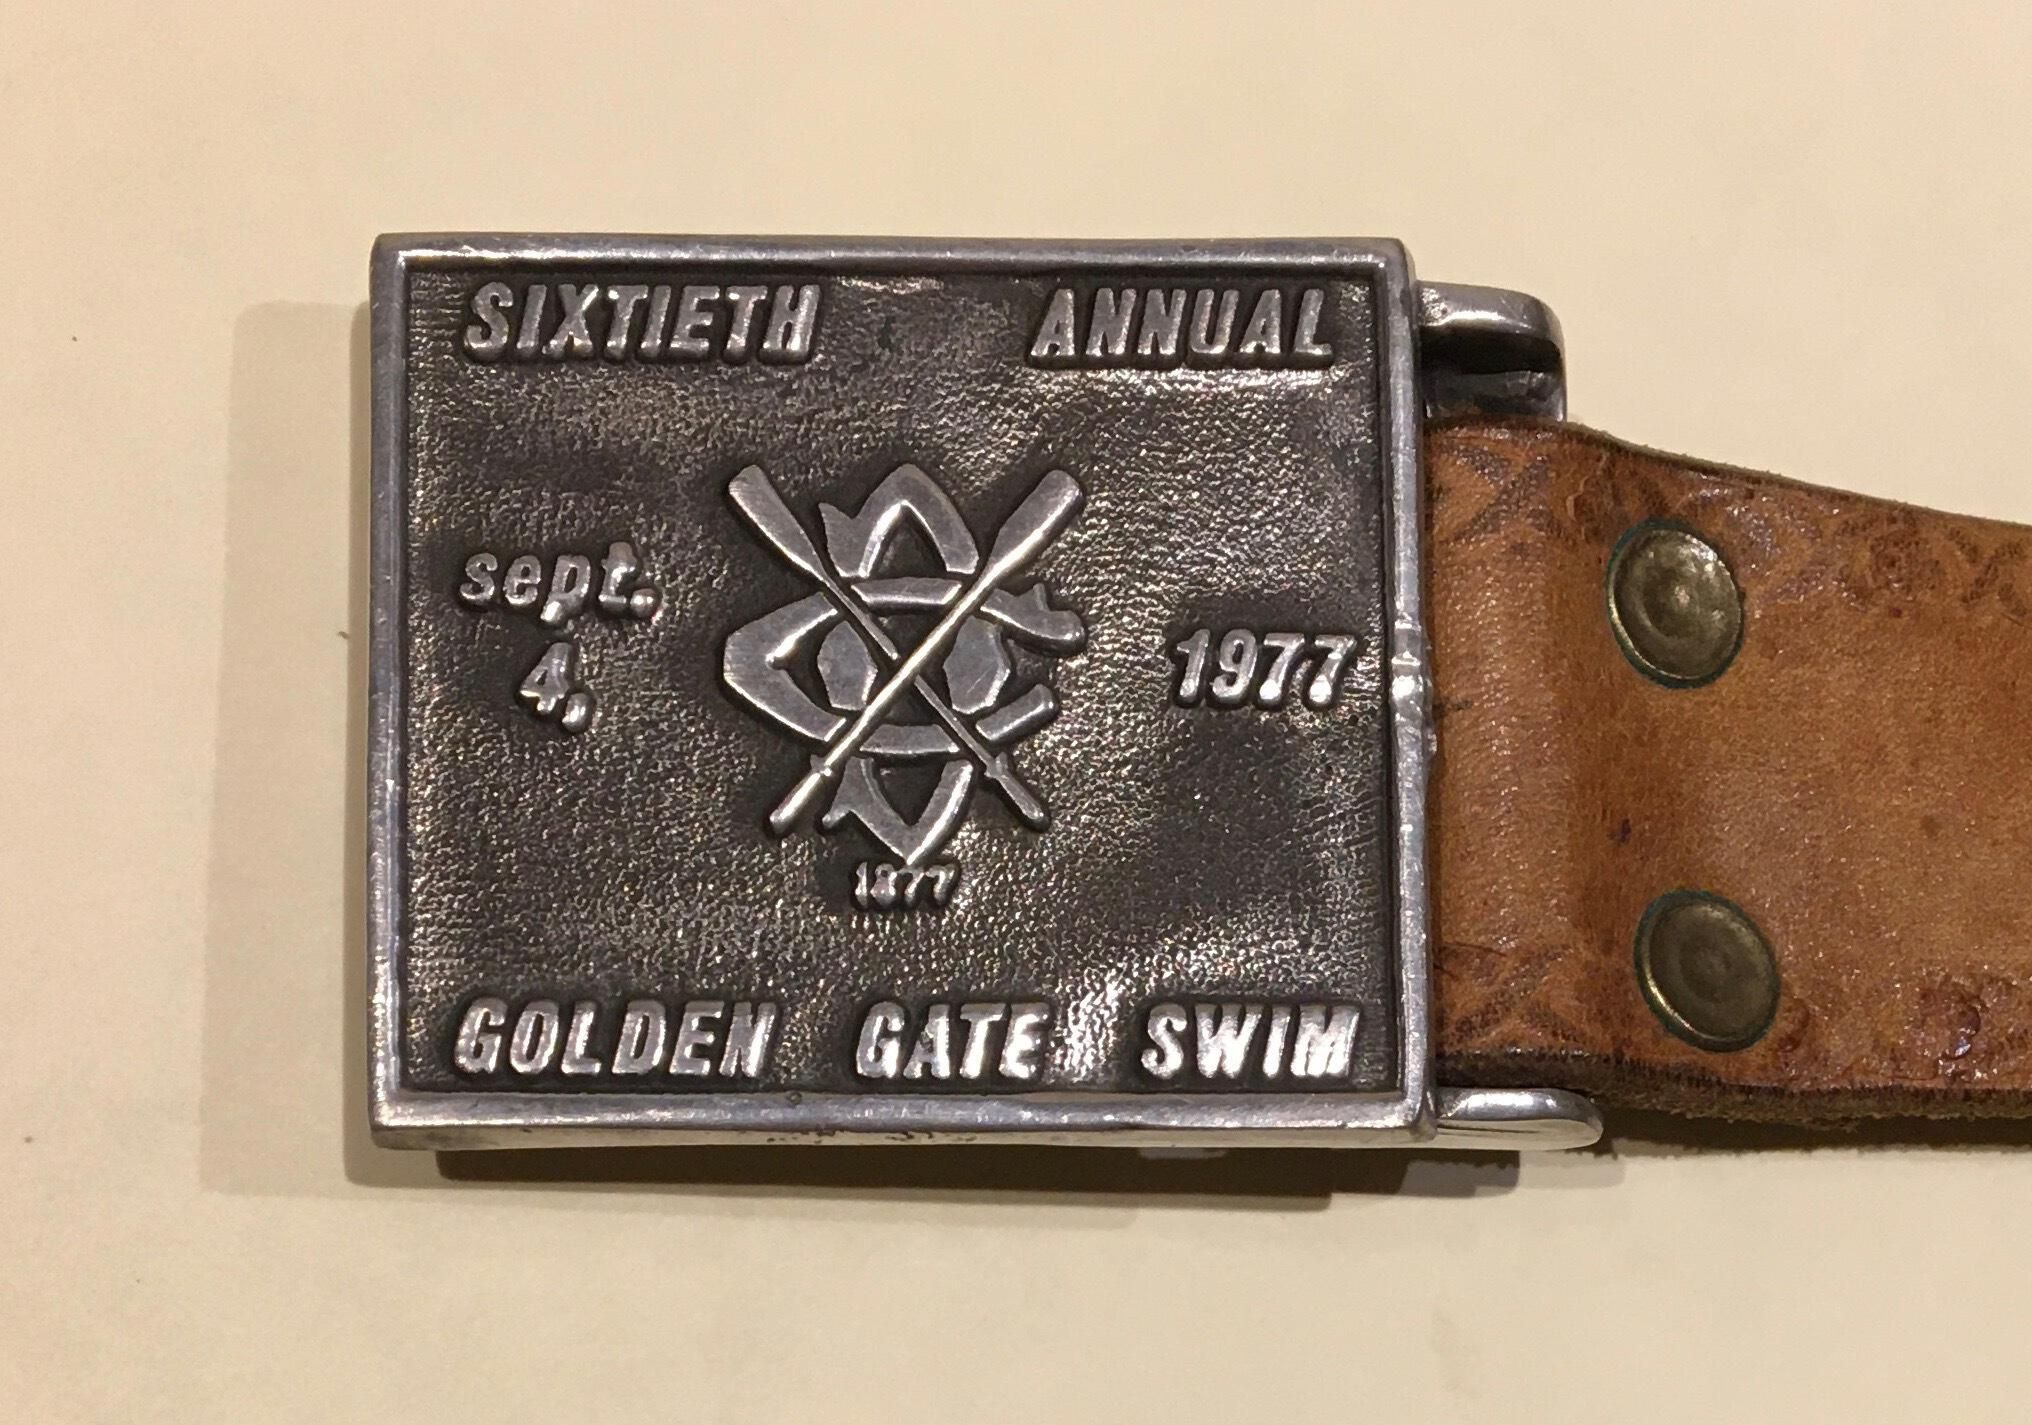 SIXTIETH ANNUAL
sept.
4,
1977
1877
GOLDEN GATE SWIM